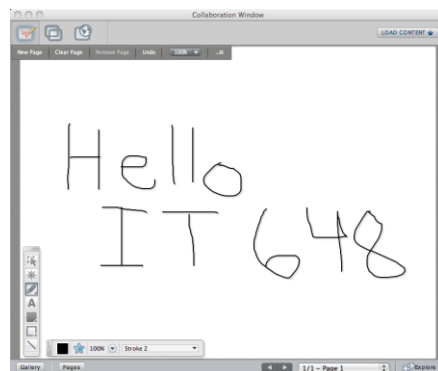 Collaboration Window
LOAD CONTENT
New Page Clear Page Remove Page Undo 100%
Hello
IT 648
A
100% Stroke 2
Gallery Pages 1/1 - Page 1 Explore